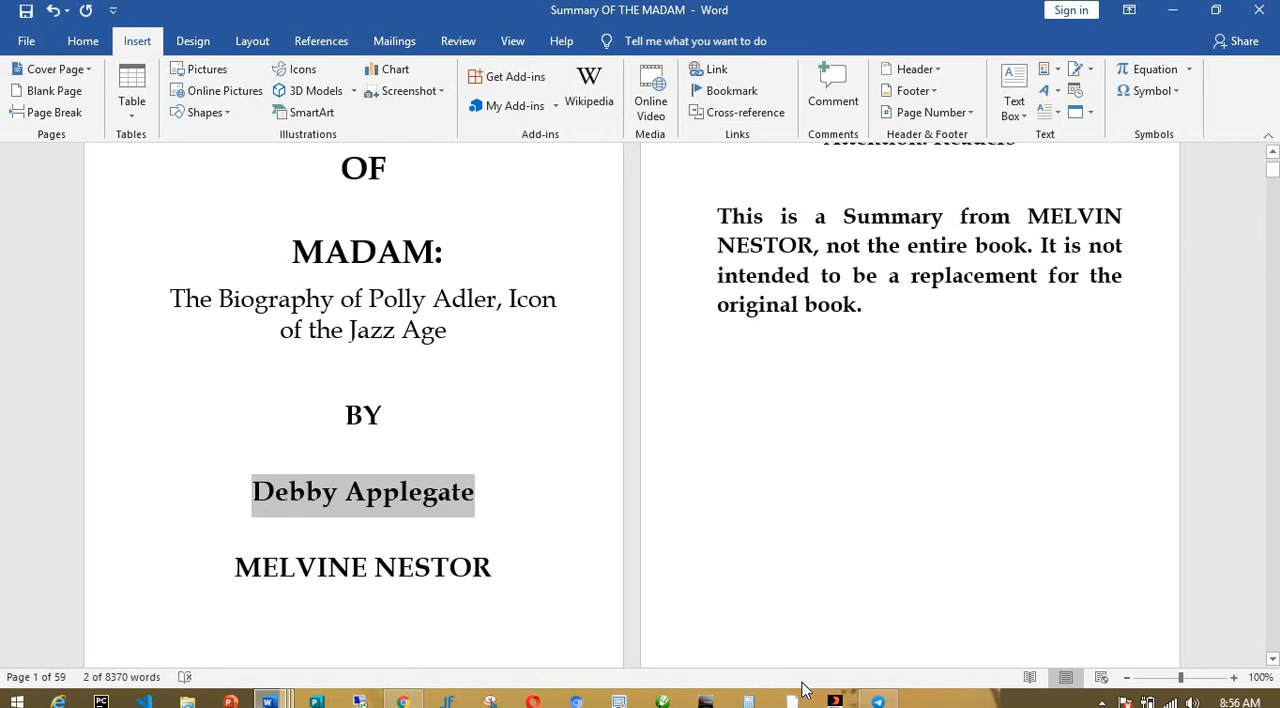 Summary OF THE MADAM - Word
Sign in
File Home Insert Design Layout References Mailings Review View Help Tell me what you want to do Share
Cover Page
Blank Page
Page Break
Pages
Table
Tables
Pictures
Online Pictures
Shapes
Icons
3D Models
SmartArt
Chart
Screenshot
Illustrations
Get Add-ins
My Add-ins
Wikipedia
Add-ins
Online Video
Media
Link
Bookmark
Cross-reference
Links
Comment
Comments
Header
Footer
Page Number
Header & Footer
Text Box
Text
Equation
Symbol
Symbols
OF
MADAM:
The Biography of Polly Adler, Icon
of the Jazz Age
BY
Debby Applegate
MELVINE NESTOR
Attention: Readers
This is a Summary from MELVIN
NESTOR, not the entire book. It is not
intended to be a replacement for the
original book.
Page 1 of 59 2 of 8370 words
100%
8:56 AM